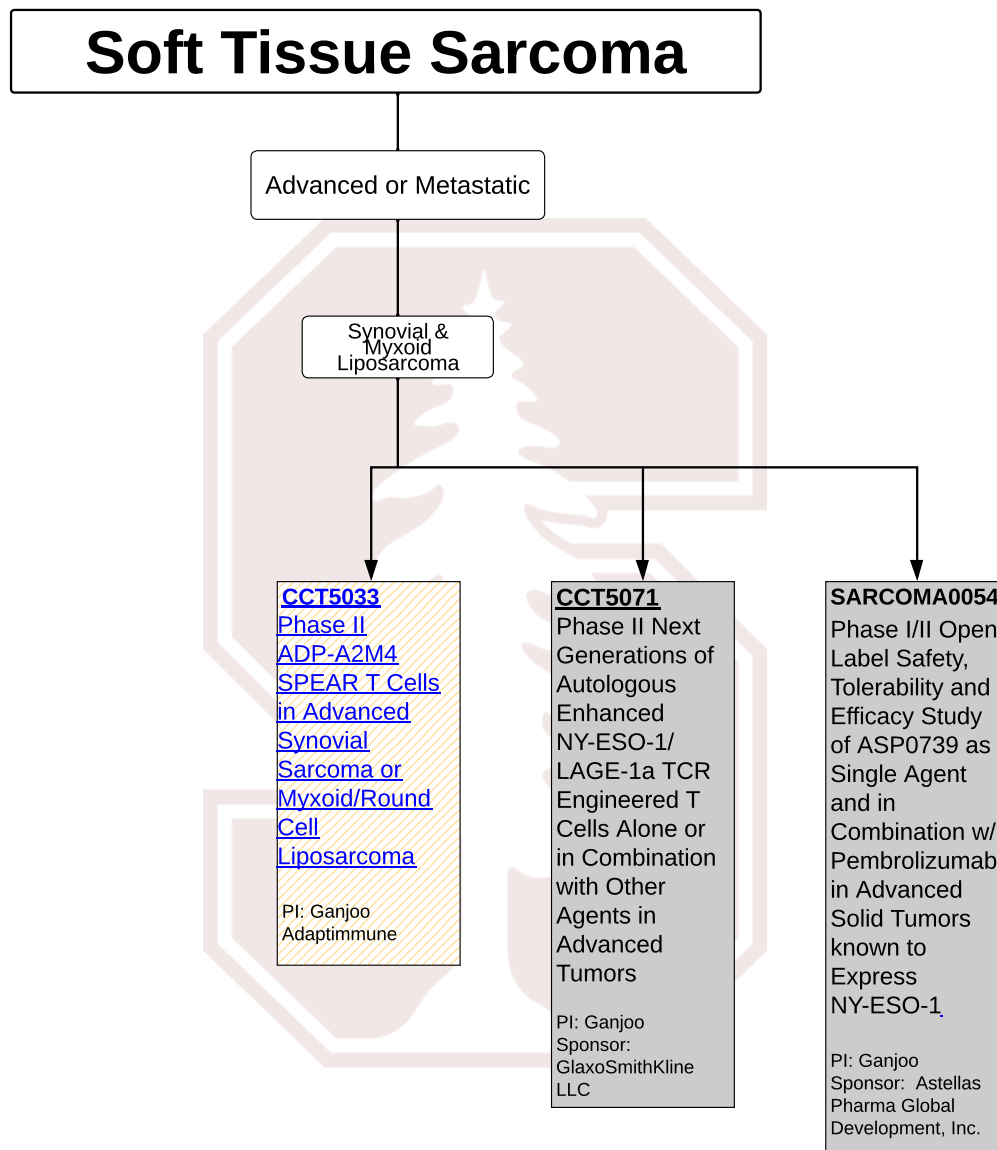 Soft Tissue Sarcoma
Advanced or Metastatic
Synovial &
Myxoid
Liposarcoma
CCT5033
Phase II
ADP-A2M4
SPEAR T Cells
in Advanced
Synovial
Sarcoma or
Myxoid/Round
Cell
Liposarcoma
PI: Ganjoo
Adaptimmune
CCT5071
Phase II Next
Generations of
Autologous
Enhanced
NY-ESO-1/
LAGE-1a TCR
Engineered T
Cells Alone or
in Combination
with Other
Agents in
Advanced
Tumors
PI: Ganjoo
Sponsor:
GlaxoSmithKline
LLC
SARCOMA0054
Phase I/II Open
Label Safety,
Tolerability and
Efficacy Study
of ASP0739 as
Single Agent
and in
Combination w/
Pembrolizumab
in Advanced
Solid Tumors
known to
Express
NY-ESO-1
PI: Ganjoo
Sponsor: Astellas
Pharma Global
Development, Inc.